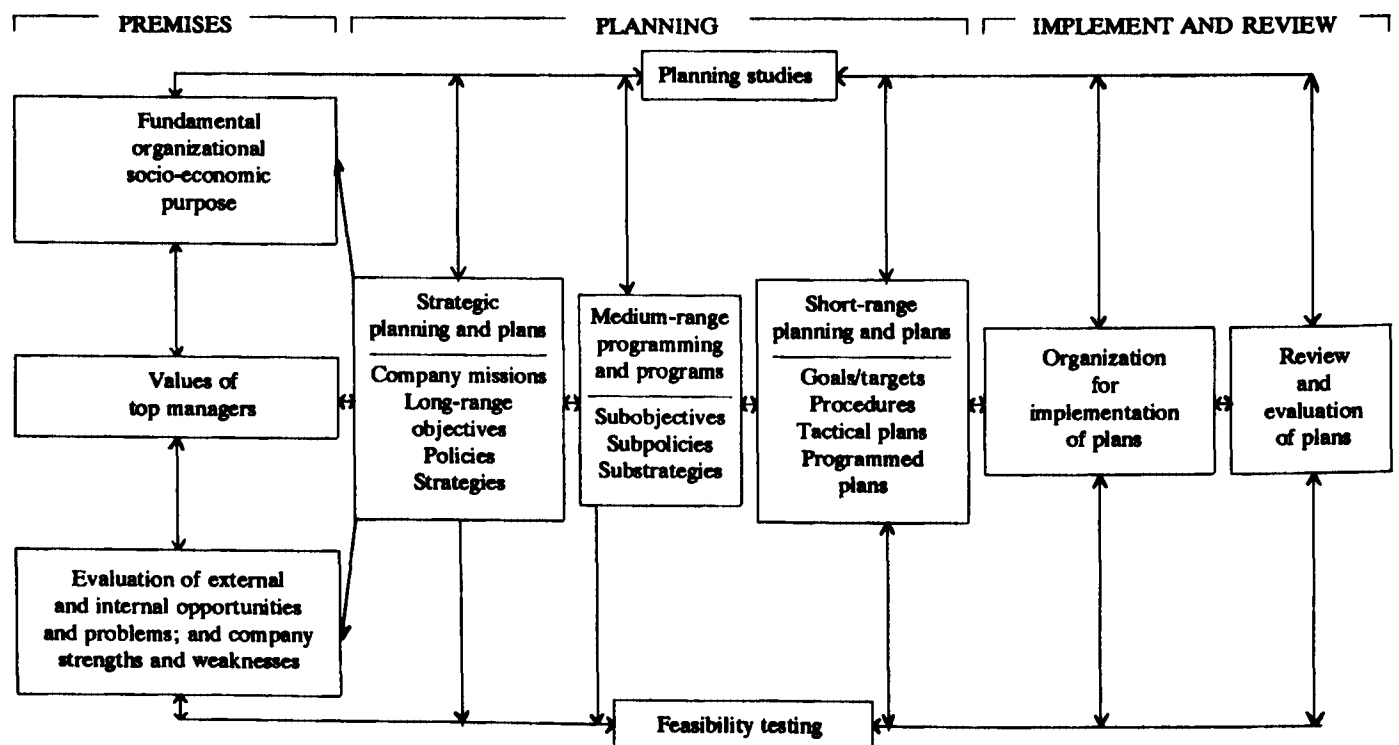 PREMISES
PLANNING
IMPLEMENT AND REVIEW
Planning studies
Fundamental
organizational
socio-economic
purpose
Values of
top managers
Evaluation of external
and internal opportunities
and problems; and company
strengths and weaknesses
Strategic
planning and plans
Company missions
Long-range
objectives
Policies
Strategies
Medium-range
programming
and programs
Subobjectives
Subpolicies
Substrategies
Short-range
planning and plans
Goals/targets
Procedures
Tactical plans
Programmed
plans
Organization
for
implementation
of plans
Review
and
evaluation
of plans
Feasibility testing